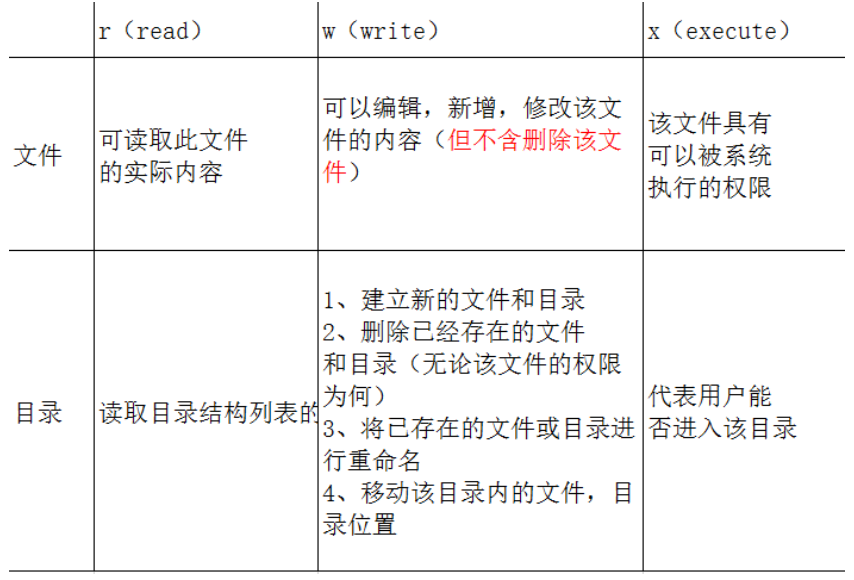 r（read）
w（write）
x（execute）
文件
可读取此文件
的实际内容
可以编辑，新增，修改该文
件的内容（但不含删除该文
件）
该文件具有
可以被系统
执行的权限
目录
读取目录结构列表的
1、建立新的文件和目录
2、删除已经存在的文件
和目录（无论该文件的权限
为何）
3、将已存在的文件或目录进
行重命名
4、移动该目录内的文件，目
录位置
代表用户能
否进入该目录